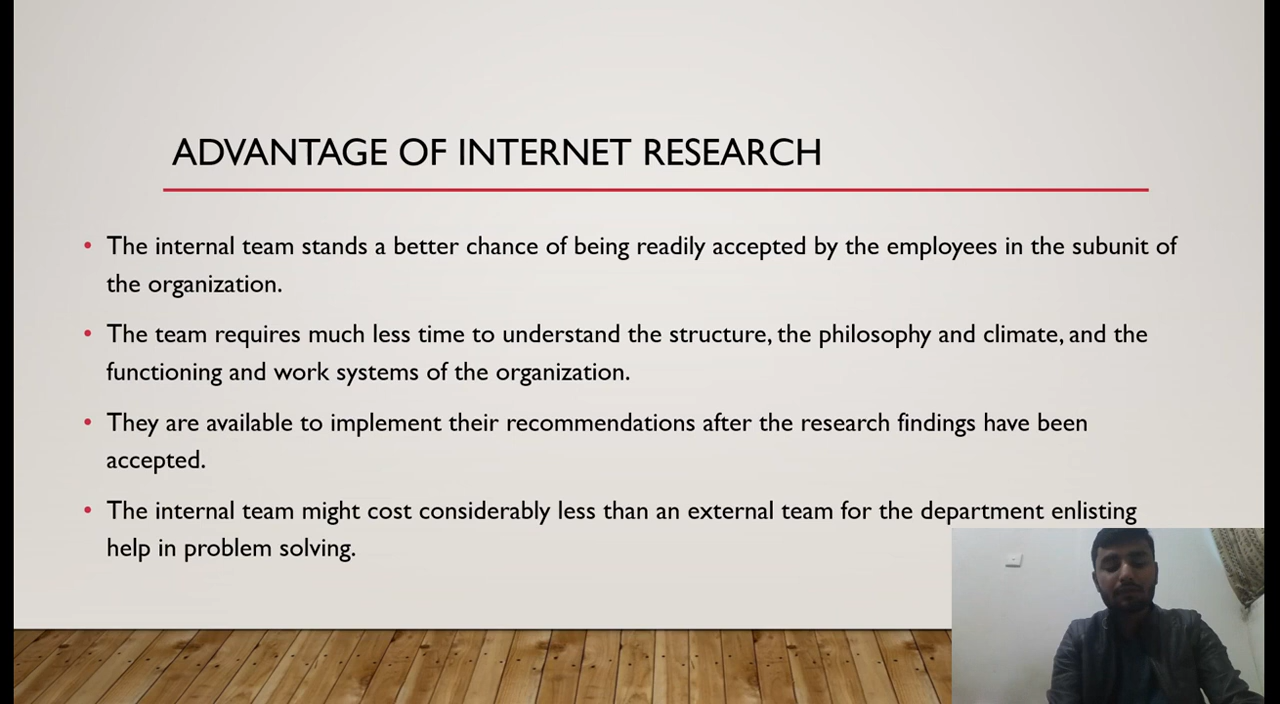 ADVANTAGE OF INTERNET RESEARCH
• The internal team stands a better chance of being readily accepted by the employees in the subunit of
the organization.
• The team requires much less time to understand the structure, the philosophy and climate, and the
functioning and work systems of the organization.
• They are available to implement their recommendations after the research findings have been
accepted.
• The internal team might cost considerably less than an external team for the department enlisting
help in problem solving.